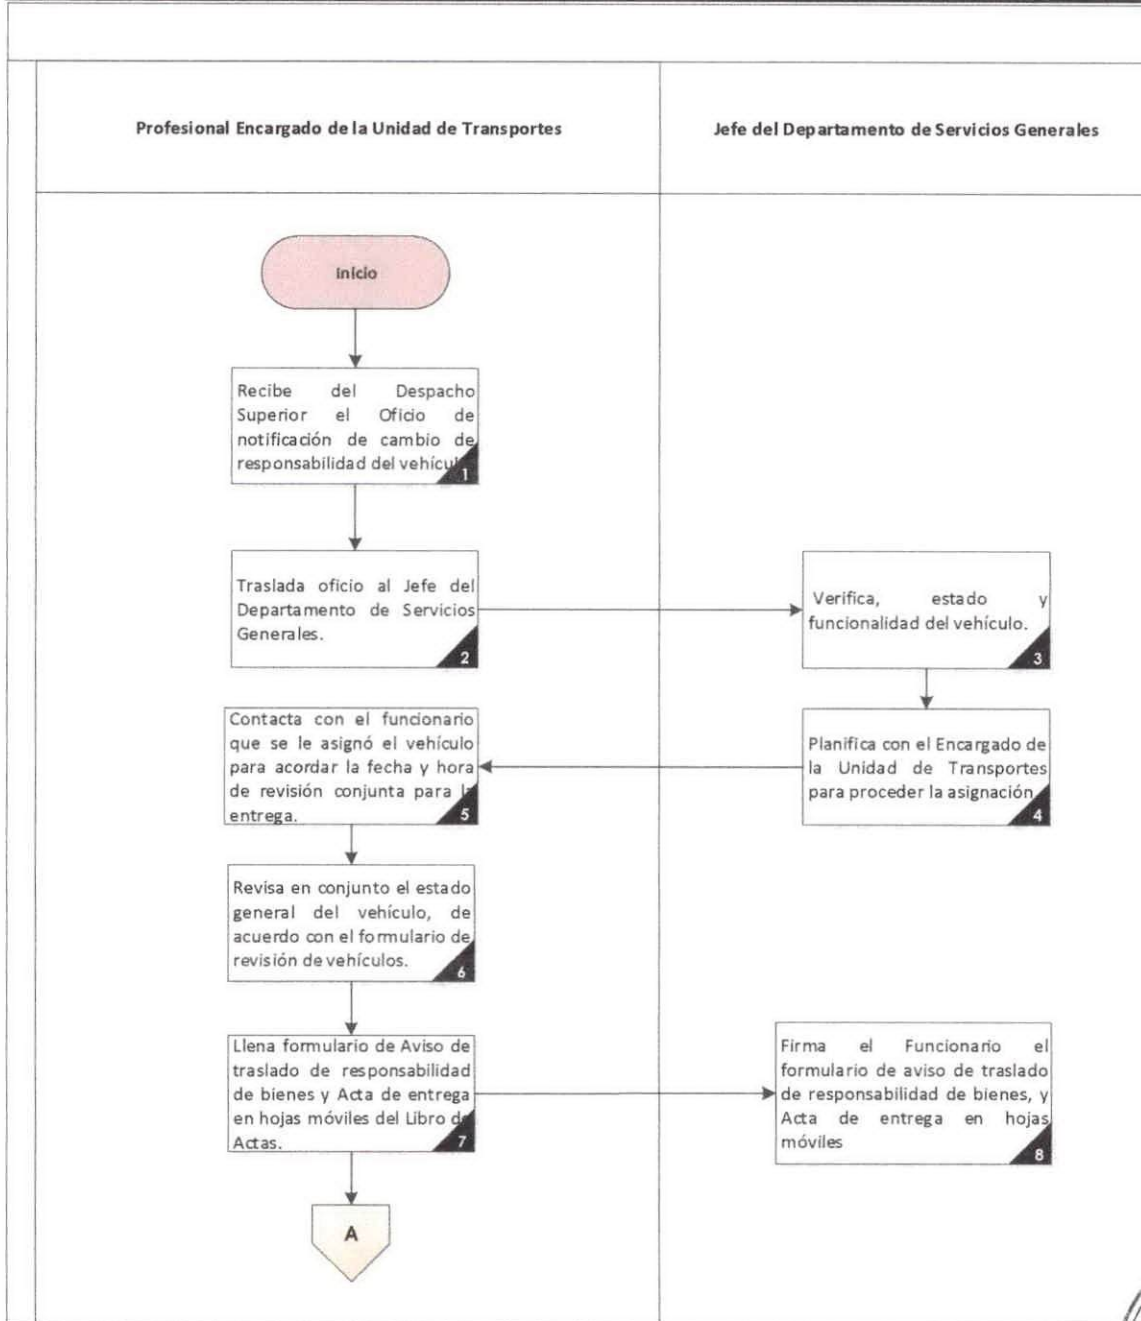 Profesional Encargado de la Unidad de Transportes
Jefe del Departamento de Servicios Generales
Inicio
Recibe del Despacho
Superior el Oficio de
notificación de cambio de
responsabilidad del vehícul
1
Traslada oficio al Jefe del
Departamento de Servicios
Generales.
2
Verifica, estado y
funcionalidad del vehículo.
3
Planifica con el Encargado de
la Unidad de Transportes
para proceder la asignación
4
Contacta con el funcionario
que se le asignó el vehículo
para acordar la fecha y hora
de revisión conjunta para la
entrega.
5
Revisa en conjunto el estado
general del vehículo, de
acuerdo con el formulario de
revisión de vehículos.
6
Llena formulario de Aviso de
traslado de responsabilidad
de bienes y Acta de entrega
en hojas móviles del Libro de
Actas.
7
Firma el Funcionario el
formulario de aviso de traslado
de responsabilidad de bienes, y
Acta de entrega en hojas
móviles
8
A